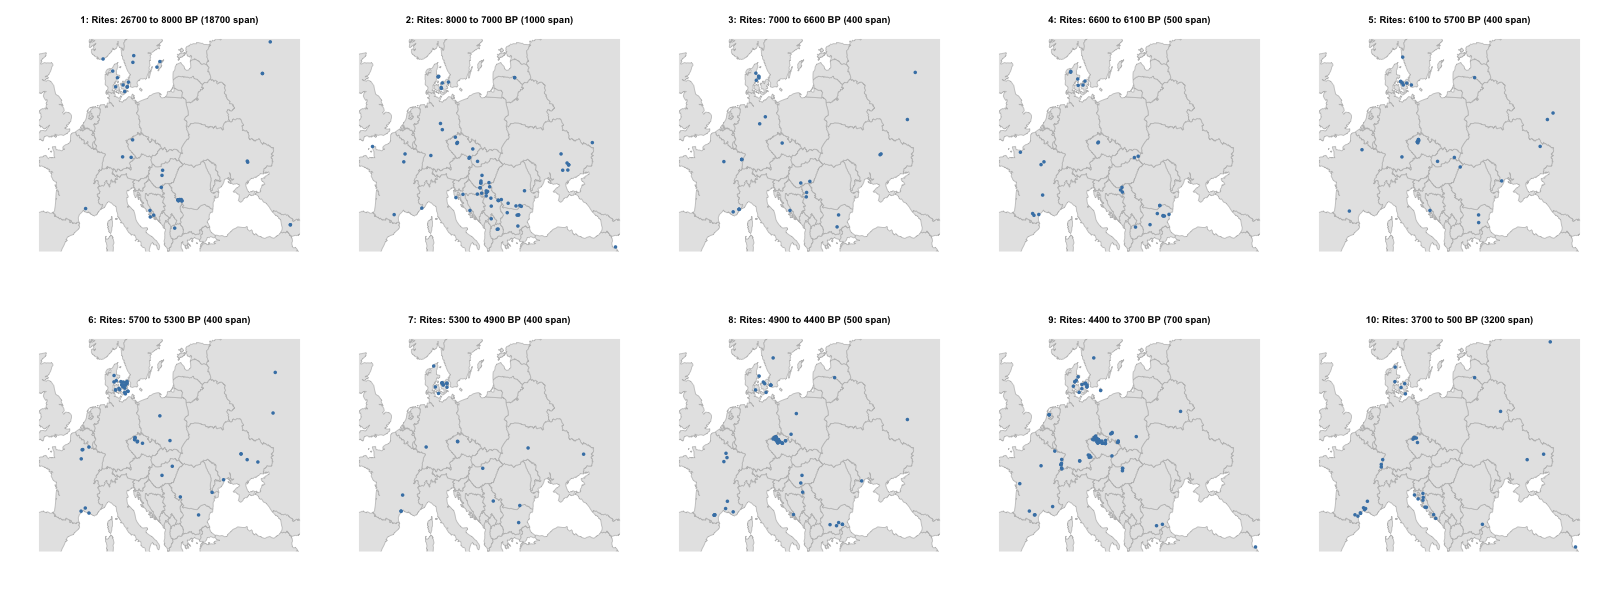 1: Rites: 26700 to 8000 BP (18700 span)
2: Rites: 8000 to 7000 BP (1000 span)
3: Rites: 7000 to 6600 BP (400 span)
4: Rites: 6600 to 6100 BP (500 span)
5: Rites: 6100 to 5700 BP (400 span)
6: Rites: 5700 to 5300 BP (400 span)
7: Rites: 5300 to 4900 BP (400 span)
8: Rites: 4900 to 4400 BP (500 span)
9: Rites: 4400 to 3700 BP (700 span)
10: Rites: 3700 to 500 BP (3200 span)